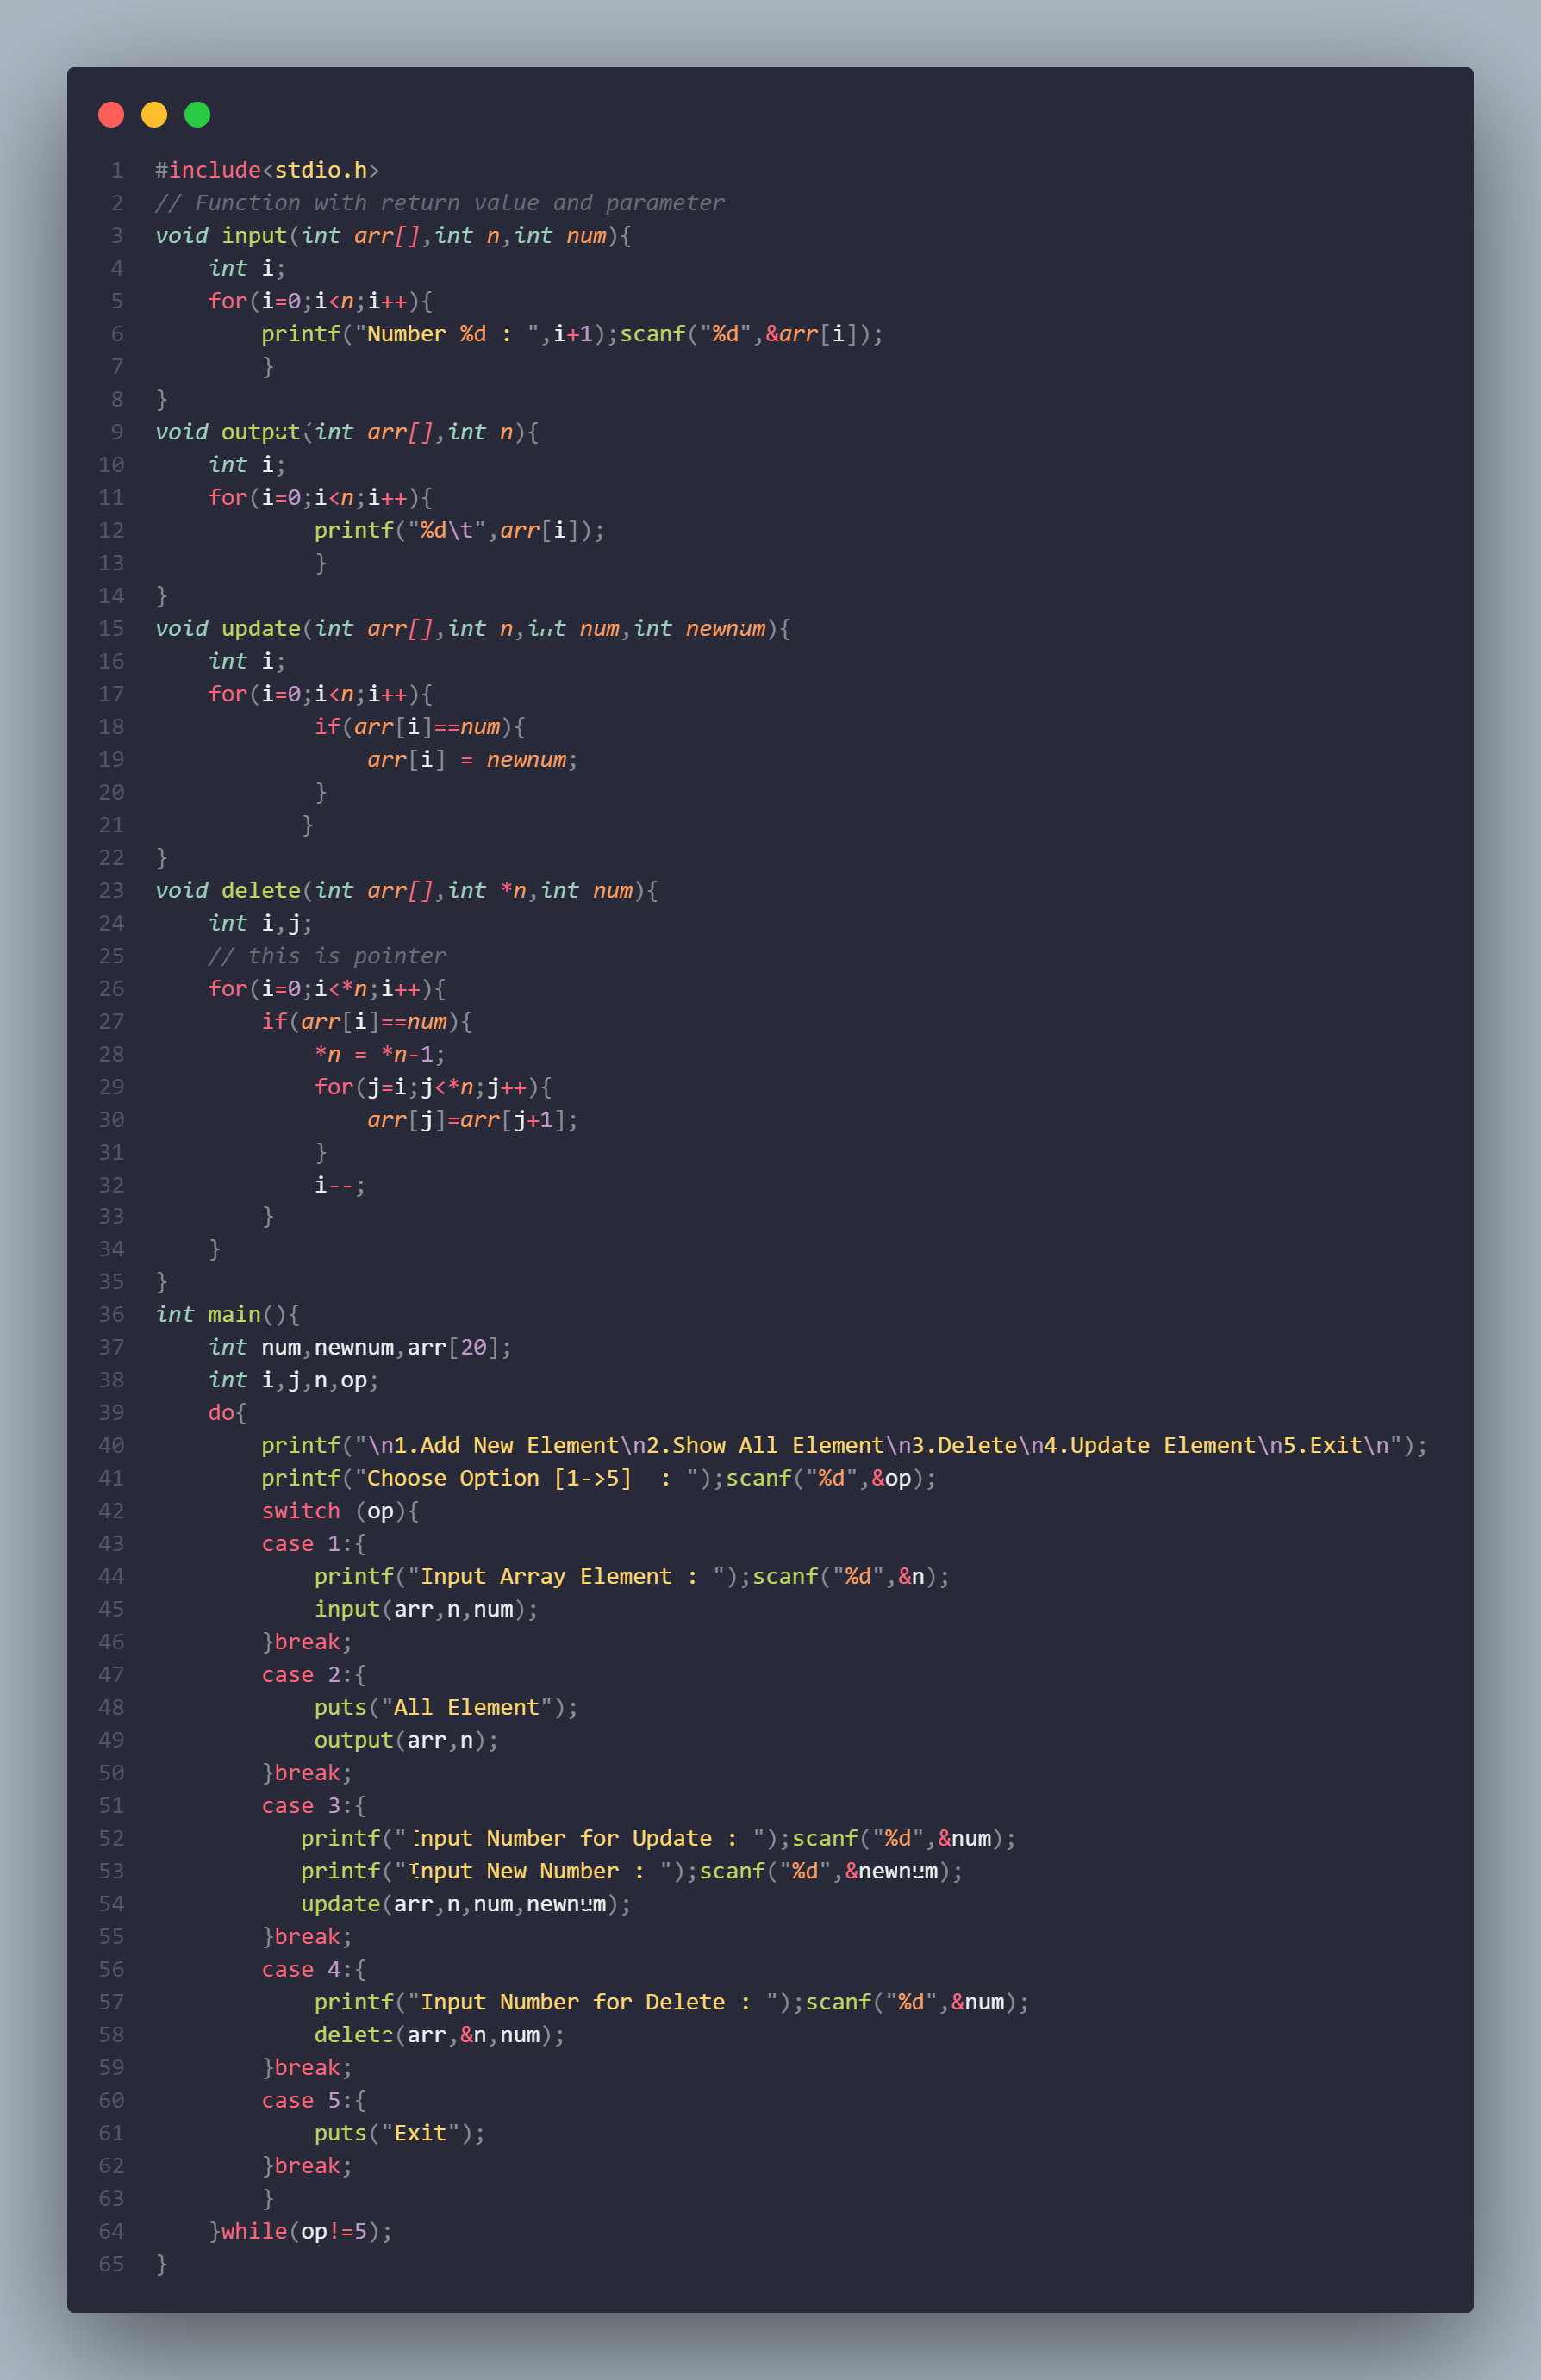 1 #include<stdio.h>
2 // Function with return value and parameter
3 void input(int arr[],int n,int num){
4     int i;
5     for(i=0;i<n;i++){
6         printf("Number %d : ",i+1);scanf("%d",&arr[i]);
7         }
8 }
9 void output(int arr[],int n){
10     int i;
11     for(i=0;i<n;i++){
12             printf("%d\t",arr[i]);
13             }
14 }
15 void update(int arr[],int n,int num,int newnum){
16     int i;
17     for(i=0;i<n;i++){
18             if(arr[i]==num){
19                 arr[i] = newnum;
20             }
21            }
22 }
23 void delete(int arr[],int *n,int num){
24     int i,j;
25     // this is pointer
26     for(i=0;i<*n;i++){
27         if(arr[i]==num){
28             *n = *n-1;
29             for(j=i;j<*n;j++){
30                 arr[j]=arr[j+1];
31             }
32             i--;
33         }
34     }
35 }
36 int main(){
37     int num,newnum,arr[20];
38     int i,j,n,op;
39     do{
40         printf("\n1.Add New Element\n2.Show All Element\n3.Delete\n4.Update Element\n5.Exit\n");
41         printf("Choose Option [1->5]  : ");scanf("%d",&op);
42         switch (op){
43         case 1:{
44             printf("Input Array Element : ");scanf("%d",&n);
45             input(arr,n,num);
46         }break;
47         case 2:{
48             puts("All Element");
49             output(arr,n);
50         }break;
51         case 3:{
52            printf("Input Number for Update : ");scanf("%d",&num);
53            printf("Input New Number : ");scanf("%d",&newnum);
54            update(arr,n,num,newnum);
55         }break;
56         case 4:{
57             printf("Input Number for Delete : ");scanf("%d",&num);
58             delete(arr,&n,num);
59         }break;
60         case 5:{
61             puts("Exit");
62         }break;
63         }
64     }while(op!=5);
65 }